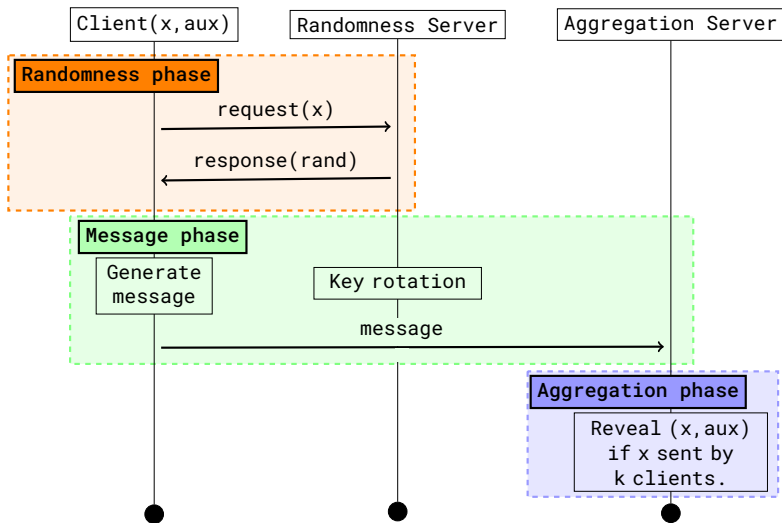 Client(x,aux)
Randomness Server
Aggregation Server
Randomness phase
request(x)
response(rand)
Message phase
Generate
message
Key rotation
message
Aggregation phase
Reveal (x,aux)
if x sent by
k clients.